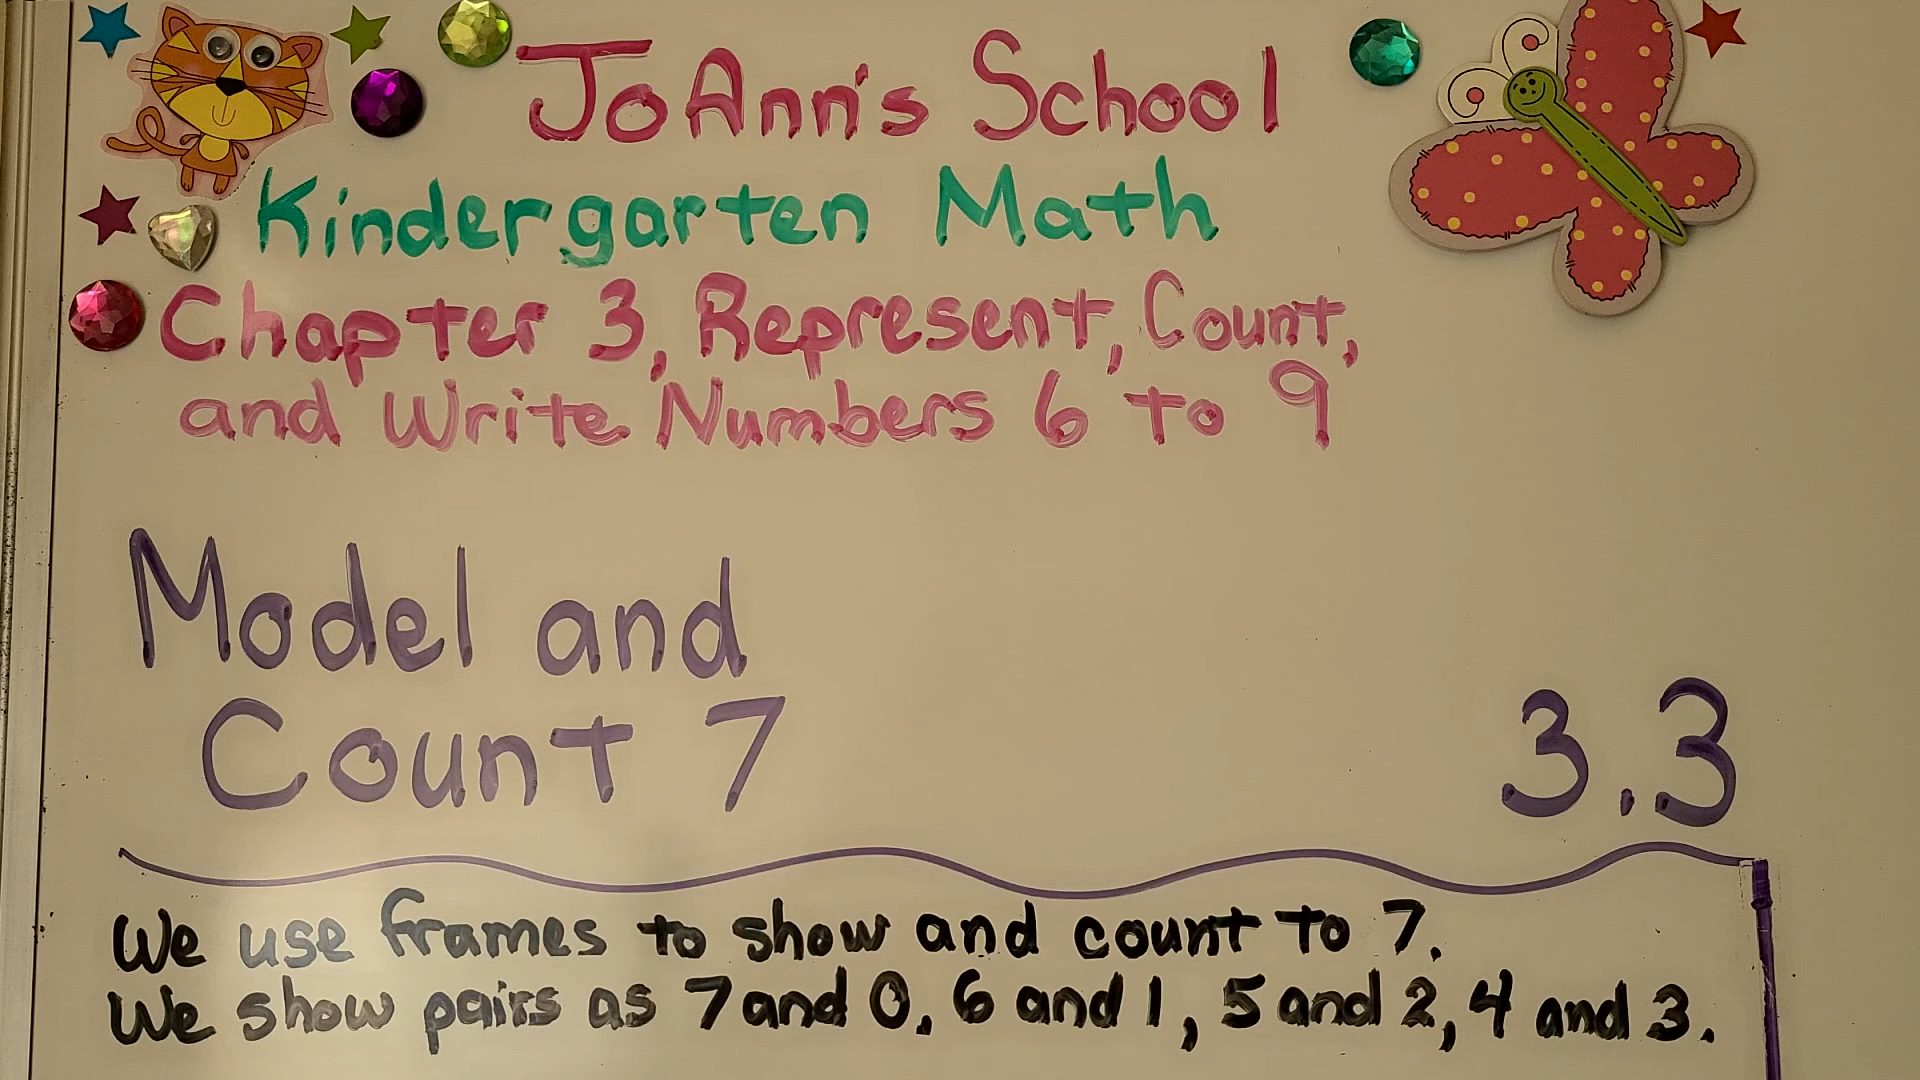 JoAnn's School
Kindergarten Math
Chapter 3, Represent, Count,
and Write Numbers 6 to 9
Model and
Count 7
3.3
We use frames to show and count to 7.
We show pairs as 7 and 0, 6 and 1, 5 and 2, 4 and 3.